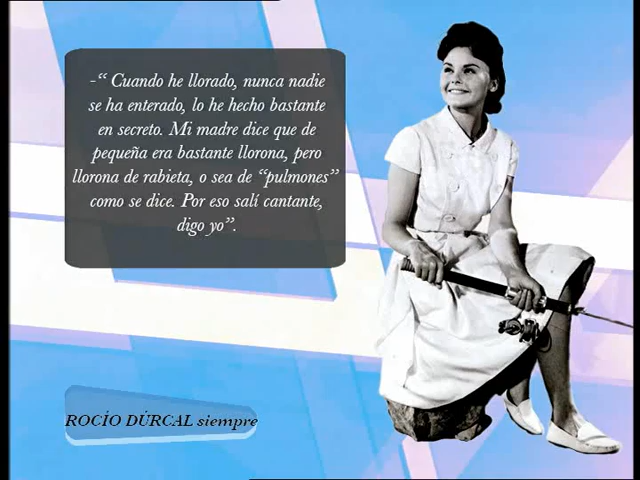 -“ Cuando he llorado, nunca nadie
se ha enterado, lo he hecho bastante
en secreto. Mi madre dice que de
pequeña era bastante llorona, pero
llorona de rabieta, o sea de “pulmones”
como se dice. Por eso salí cantante,
digo yo”.
ROCÍO DÚRCAL siempre